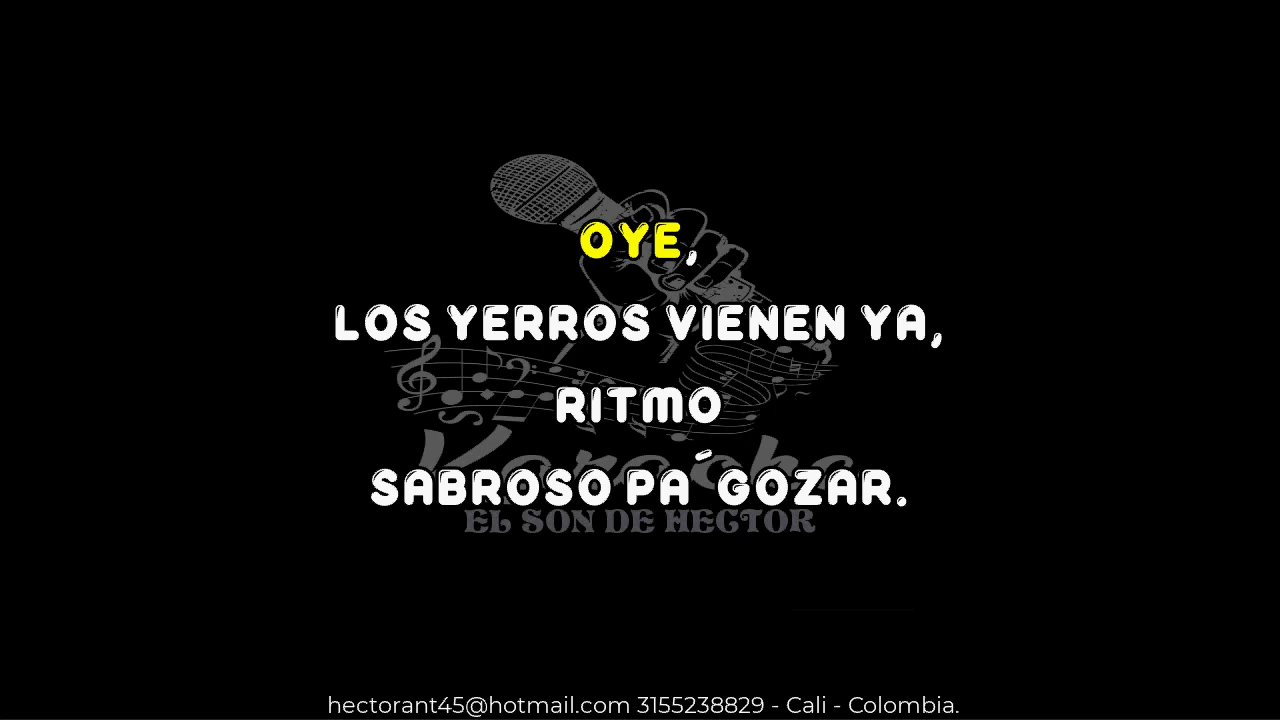 OYE,
LOS YERROS VIENEN YA,
RITMO
SABROSO PA´GOZAR.
Karaoke
EL SON DE HECTOR
hectorant45@hotmail.com 3155238829 - Cali - Colombia.